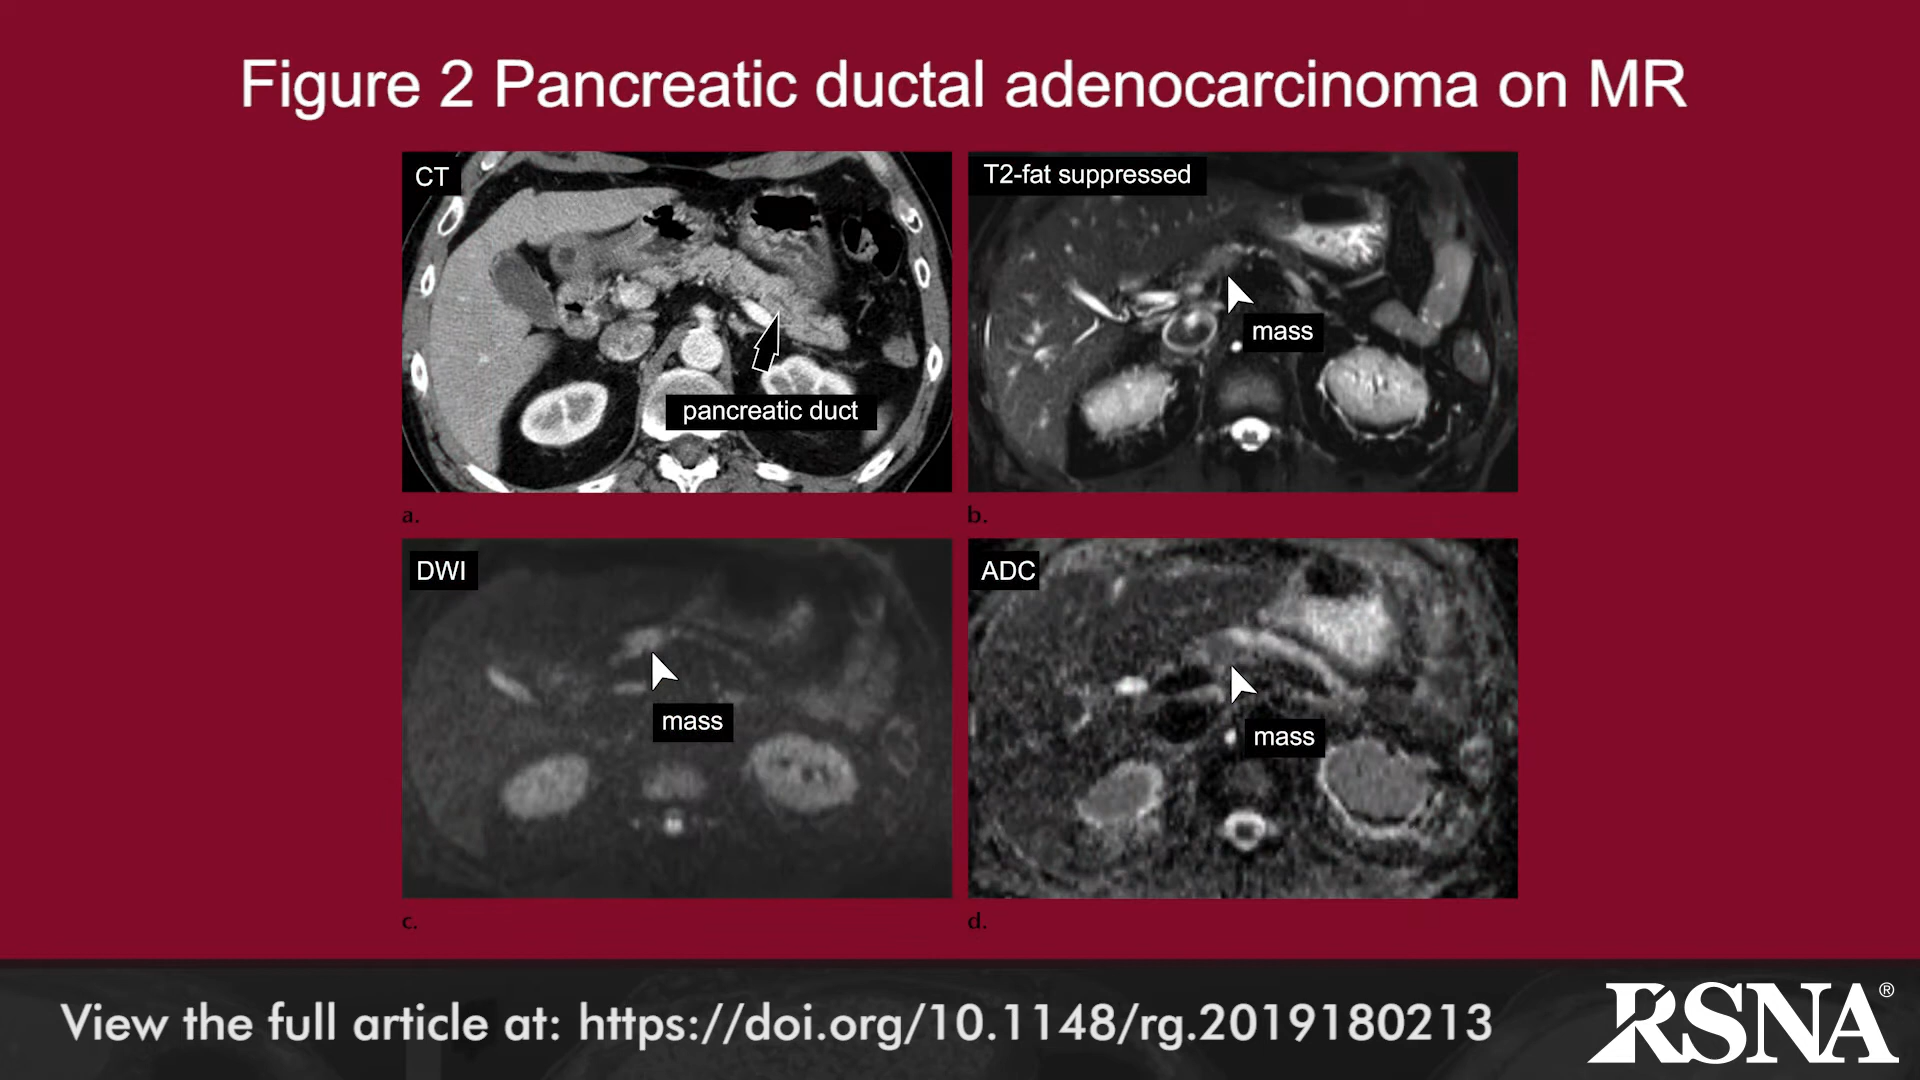 Figure 2 Pancreatic ductal adenocarcinoma on MR
CT
pancreatic duct
a.
T2-fat suppressed
mass
b.
DWI
mass
c.
ADC
mass
d.
View the full article at: https://doi.org/10.1148/rg.2019180213
RSNA®